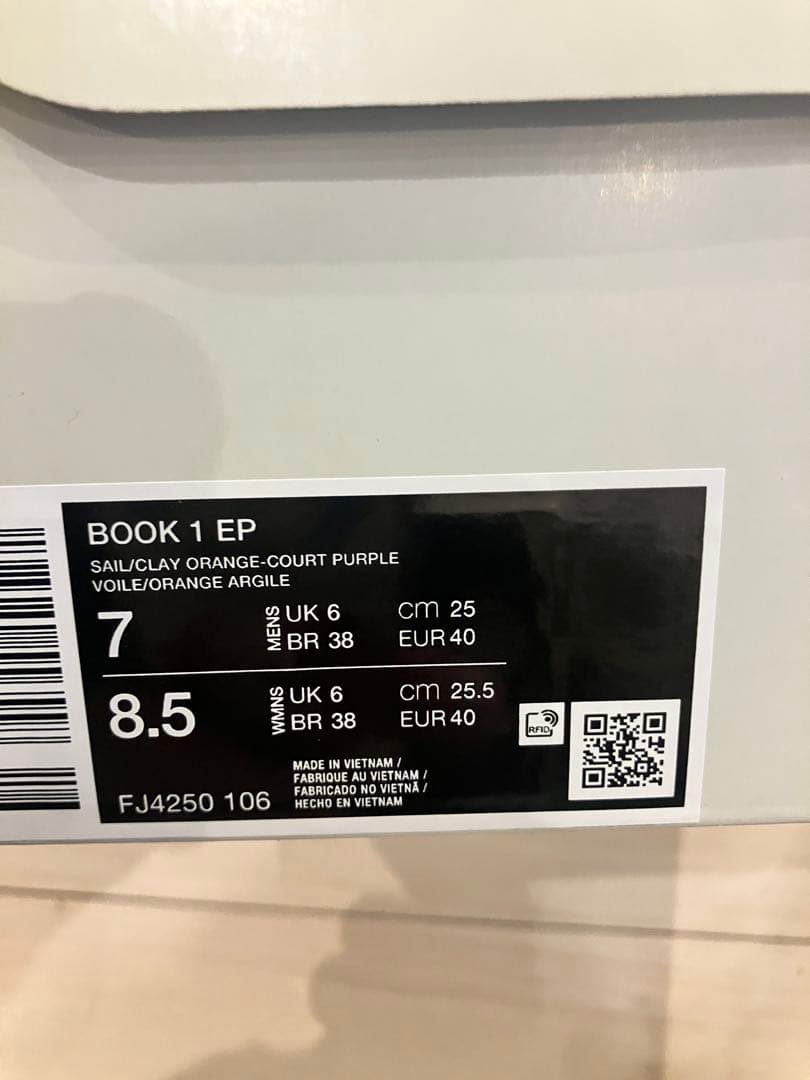 BOOK 1 EP
SAIL/CLAY ORANGE-COURT PURPLE
VOILE/ORANGE ARGILE
7 MENS UK 6 cm 25
BR 38 EUR 40
8.5 WMNS UK 6 cm 25.5
BR 38 EUR 40
RFID
MADE IN VIETNAM /
FABRIQUE AU VIETNAM /
FABRICADO NO VIETNÃ /
HECHO EN VIETNAM
FJ4250 106